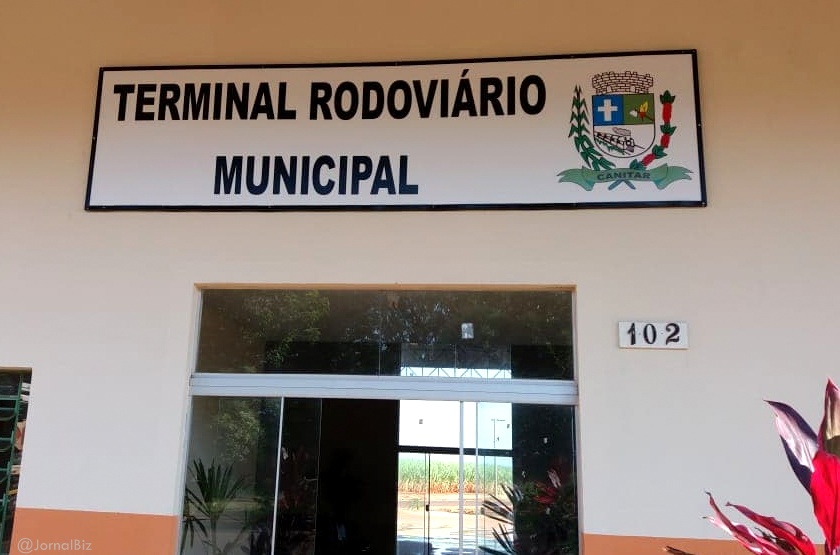 TERMINAL RODOVIÁRIO
MUNICIPAL
CANITAR
102
@JornalBiz